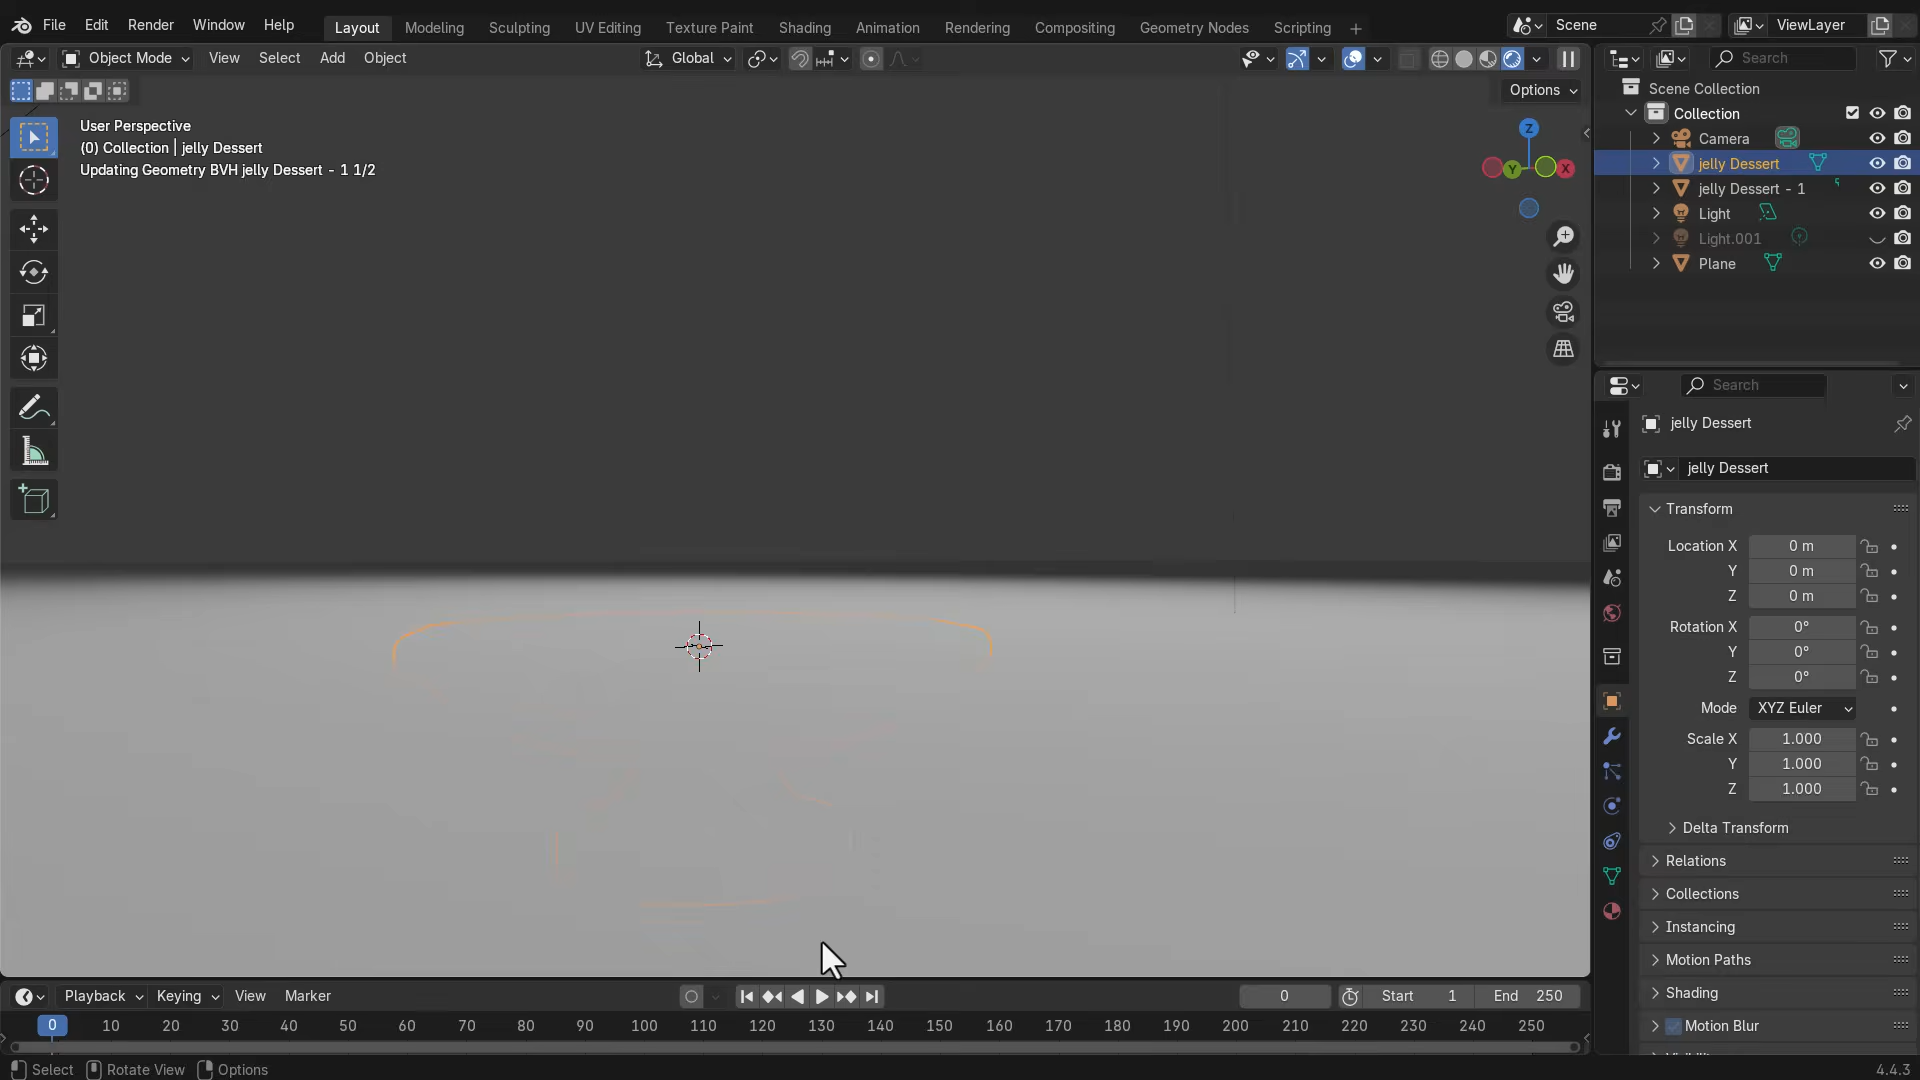 File Edit Render Window Help Layout Modeling Sculpting UV Editing Texture Paint Shading Animation Rendering Compositing Geometry Nodes Scripting Scene ViewLayer
Object Mode View Select Add Object Global Search
Options
User Perspective
(0) Collection | jelly Dessert
Updating Geometry BVH jelly Dessert - 1 1/2
Z
Y
X
Scene Collection
Collection
Camera
jelly Dessert
jelly Dessert - 1
Light
Light.001
Plane
Search
jelly Dessert
jelly Dessert
Transform
Location X 0 m
Y 0 m
Z 0 m
Rotation X 0°
Y 0°
Z 0°
Mode XYZ Euler
Scale X 1.000
Y 1.000
Z 1.000
Delta Transform
Relations
Collections
Instancing
Motion Paths
Shading
Motion Blur
Playback Keying View Marker 0 Start 1 End 250
0 10 20 30 40 50 60 70 80 90 100 110 120 130 140 150 160 170 180 190 200 210 220 230 240 250
Select Rotate View Options 4.4.3